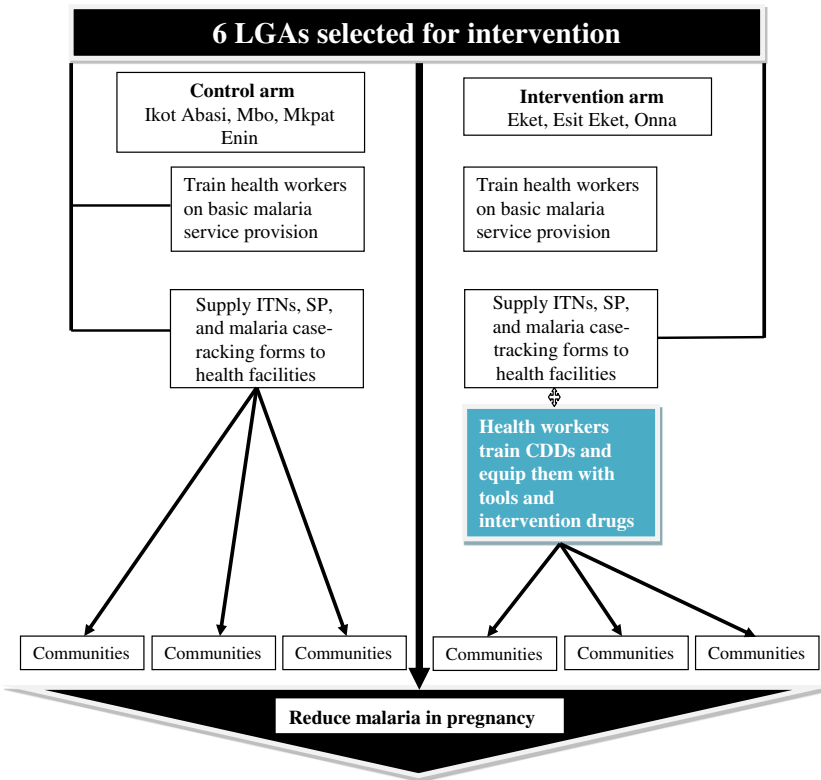 6 LGAs selected for intervention
Control arm
Ikot Abasi, Mbo, Mkpat
Enin
Intervention arm
Eket, Esit Eket, Onna
Train health workers
on basic malaria
service provision
Train health workers
on basic malaria
service provision
Supply ITNs, SP,
and malaria case-
racking forms to
health facilities
Supply ITNs, SP,
and malaria case-
tracking forms to
health facilities
Health workers
train CDDs and
equip them with
tools and
intervention drugs
Communities
Communities
Communities
Communities
Communities
Communities
Reduce malaria in pregnancy